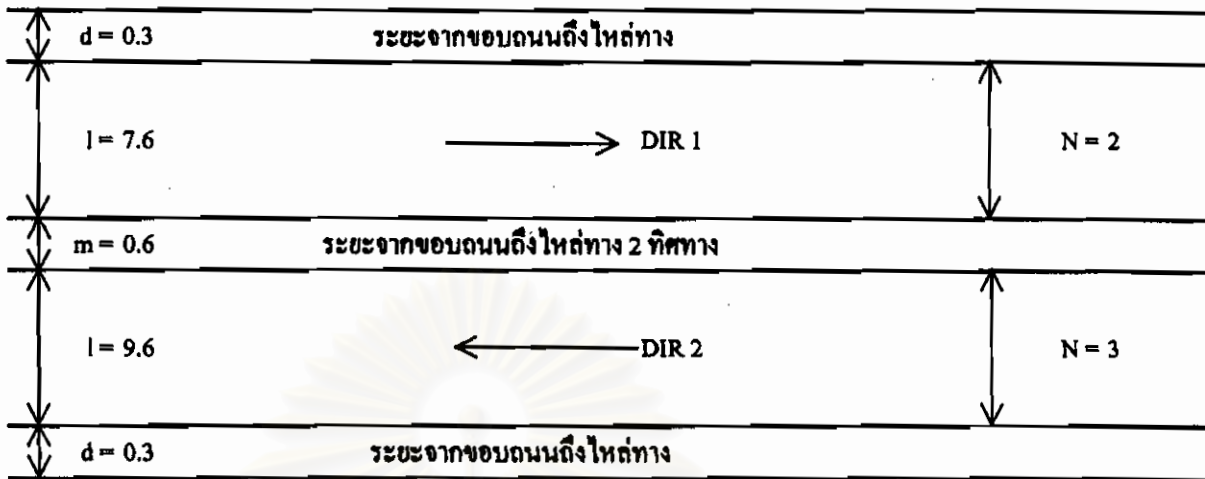 d = 0.3 ระยะจากขอบถนนถึงไหล่ทาง
l = 7.6 DIR 1 N = 2
m = 0.6 ระยะจากขอบถนนถึงไหล่ทาง 2 ทิศทาง
l = 9.6 DIR 2 N = 3
d = 0.3 ระยะจากขอบถนนถึงไหล่ทาง